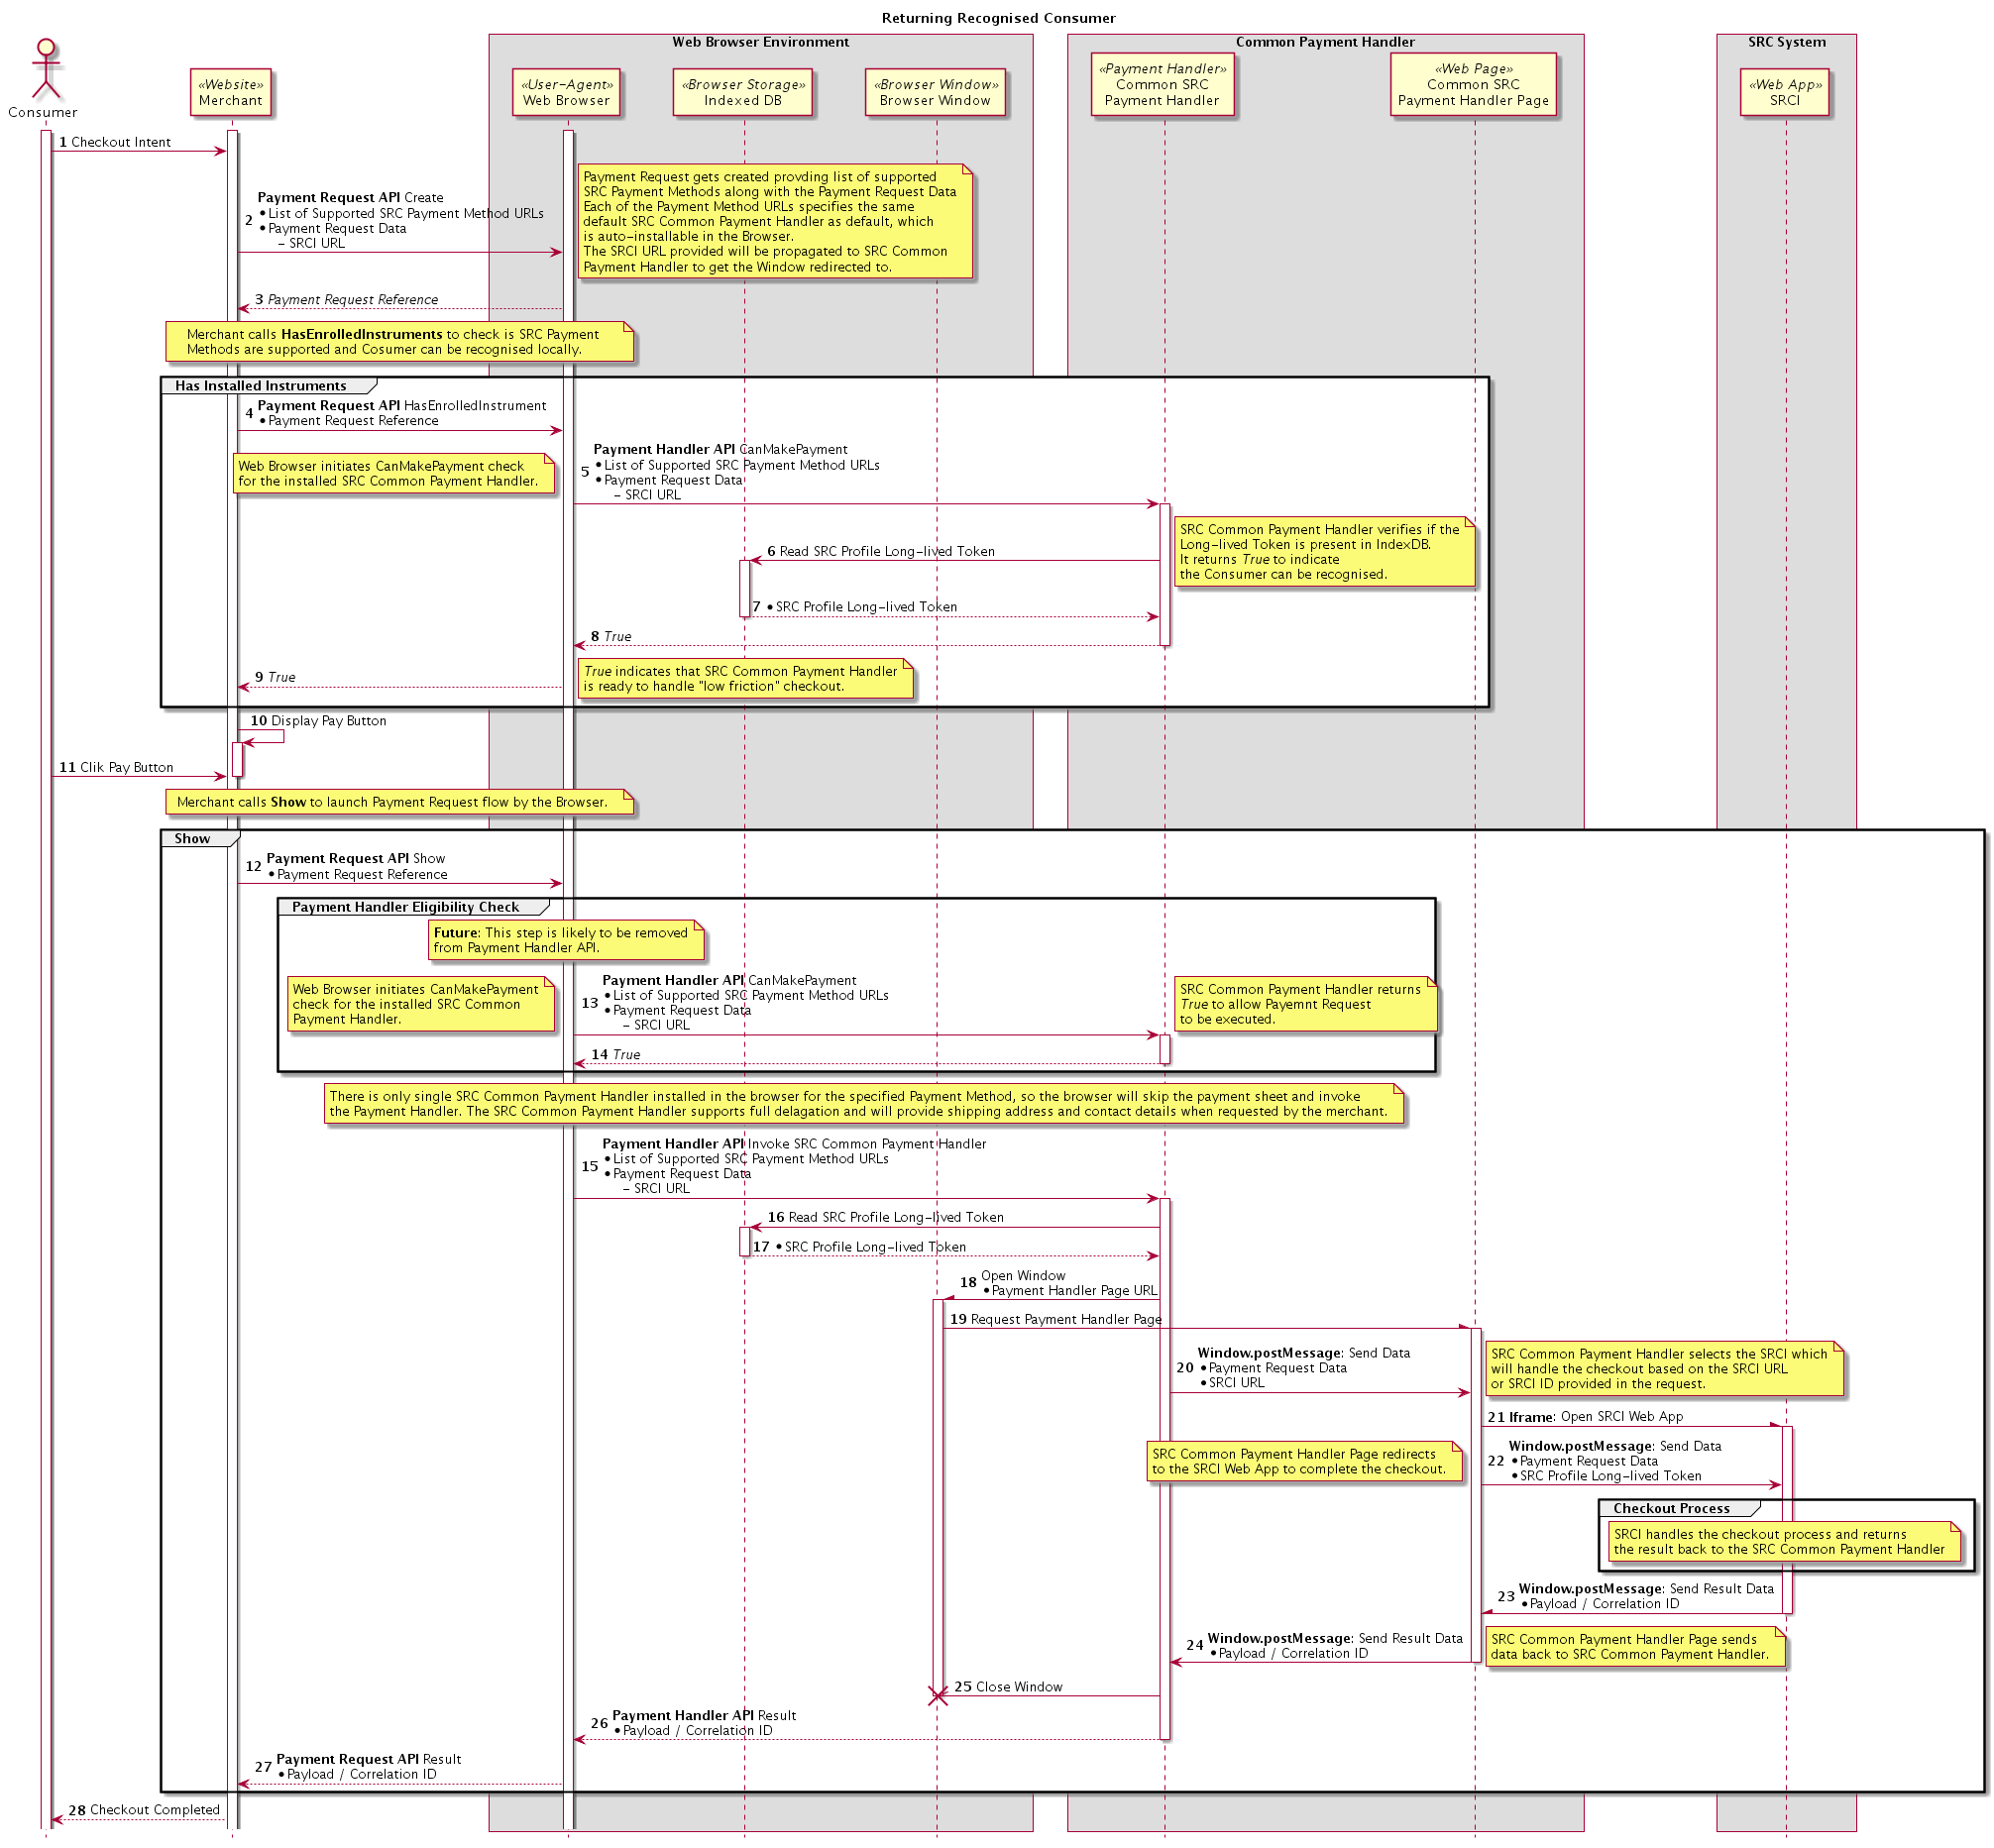 Returning Recognised Consumer
Web Browser Environment
Common Payment Handler
SRC System
Consumer
«Website»
Merchant
«User-Agent»
Web Browser
«Browser Storage»
Indexed DB
«Browser Window»
Browser Window
«Payment Handler»
Common SRC
Payment Handler
«Web Page»
Common SRC
Payment Handler Page
«Web App»
SRCI
1 Checkout Intent
Payment Request gets created provding list of supported
SRC Payment Methods along with the Payment Request Data
Each of the Payment Method URLs specifies the same
default SRC Common Payment Handler as default, which
is auto-installable in the Browser.
The SRCI URL provided will be propagated to SRC Common
Payment Handler to get the Window redirected to.
2 Payment Request API Create
•List of Supported SRC Payment Method URLs
•Payment Request Data
- SRCI URL
3 Payment Request Reference
Merchant calls HasEnrolledInstruments to check is SRC Payment
Methods are supported and Cosumer can be recognised locally.
Has Installed Instruments
4 Payment Request API HasEnrolledInstrument
•Payment Request Reference
Web Browser initiates CanMakePayment check
for the installed SRC Common Payment Handler.
5 Payment Handler API CanMakePayment
•List of Supported SRC Payment Method URLs
•Payment Request Data
- SRCI URL
SRC Common Payment Handler verifies if the
Long-lived Token is present in IndexDB.
It returns True to indicate
the Consumer can be recognised.
6 Read SRC Profile Long-lived Token
7 •SRC Profile Long-lived Token
8 True
True indicates that SRC Common Payment Handler
is ready to handle "low friction" checkout.
9 True
10 Display Pay Button
11 Clik Pay Button
Merchant calls Show to launch Payment Request flow by the Browser.
Show
12 Payment Request API Show
•Payment Request Reference
Payment Handler Eligibility Check
Future: This step is likely to be removed
from Payment Handler API.
Web Browser initiates CanMakePayment
check for the installed SRC Common
Payment Handler.
13 Payment Handler API CanMakePayment
•List of Supported SRC Payment Method URLs
•Payment Request Data
- SRCI URL
SRC Common Payment Handler returns
True to allow Payemnt Request
to be executed.
14 True
There is only single SRC Common Payment Handler installed in the browser for the specified Payment Method, so the browser will skip the payment sheet and invoke
the Payment Handler. The SRC Common Payment Handler supports full delagation and will provide shipping address and contact details when requested by the merchant.
15 Payment Handler API Invoke SRC Common Payment Handler
•List of Supported SRC Payment Method URLs
•Payment Request Data
- SRCI URL
16 Read SRC Profile Long-lived Token
17 •SRC Profile Long-lived Token
18 Open Window
•Payment Handler Page URL
19 Request Payment Handler Page
20 Window.postMessage: Send Data
•Payment Request Data
•SRCI URL
SRC Common Payment Handler selects the SRCI which
will handle the checkout based on the SRCI URL
or SRCI ID provided in the request.
21 Iframe: Open SRCI Web App
SRC Common Payment Handler Page redirects
to the SRCI Web App to complete the checkout.
22 Window.postMessage: Send Data
•Payment Request Data
•SRC Profile Long-lived Token
Checkout Process
SRCI handles the checkout process and returns
the result back to the SRC Common Payment Handler
23 Window.postMessage: Send Result Data
•Payload / Correlation ID
24 Window.postMessage: Send Result Data
•Payload / Correlation ID
SRC Common Payment Handler Page sends
data back to SRC Common Payment Handler.
25 Close Window
26 Payment Handler API Result
•Payload / Correlation ID
27 Payment Request API Result
•Payload / Correlation ID
28 Checkout Completed